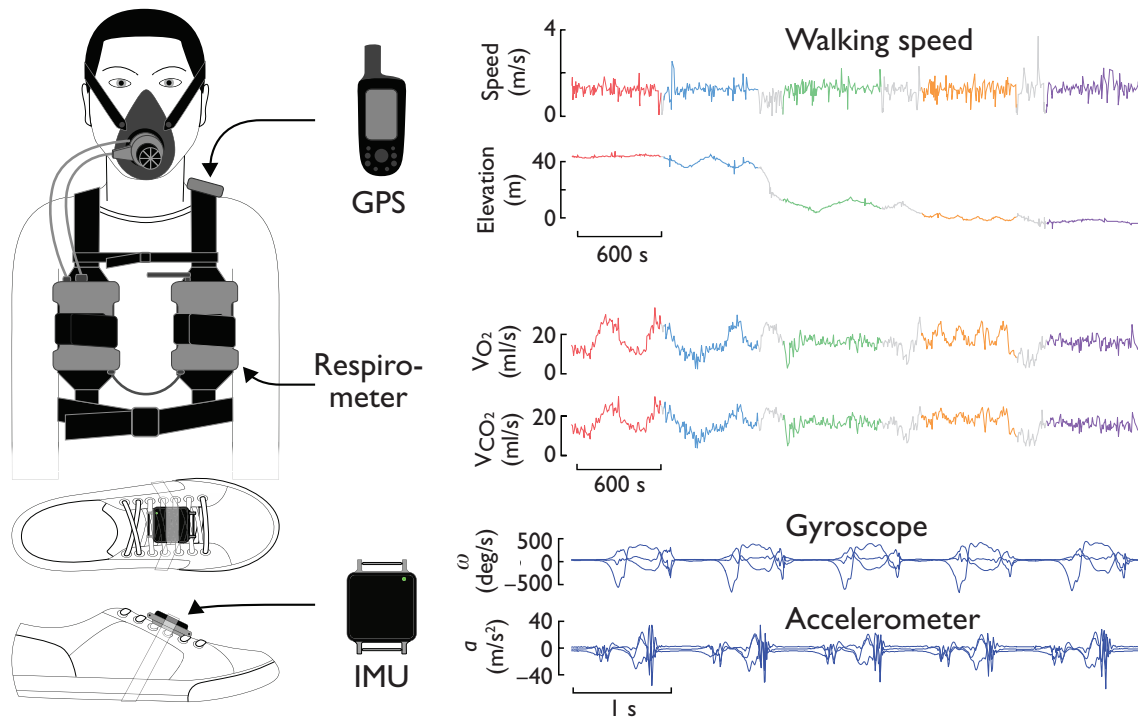 GPS
Respiro-
meter
IMU
Walking speed
Speed
(m/s)
4
0
Elevation
(m)
40
0
600 s
VO2
(ml/s)
20
0
VCO2
(ml/s)
20
0
600 s
Gyroscope
ω
(deg/s)
500
-500
Accelerometer
a
(m/s²)
40
0
−40
1 s